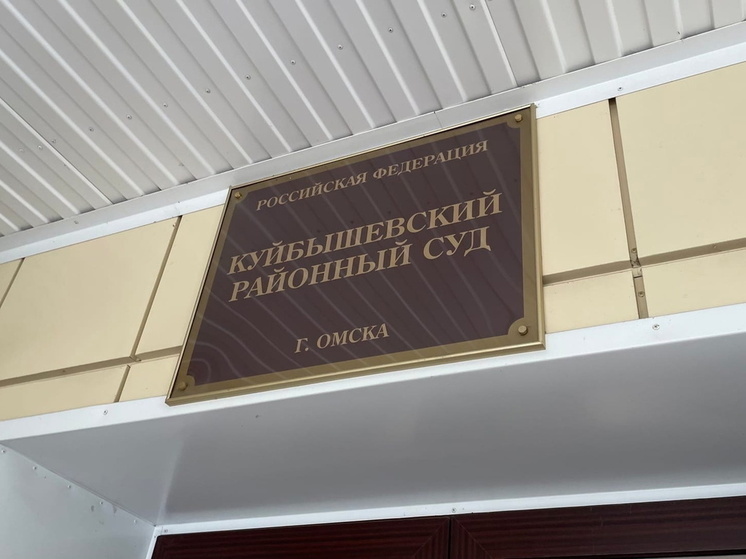 РОССИЙСКАЯ ФЕДЕРАЦИЯ
КУЙБЫШЕВСКИЙ
РАЙОННЫЙ СУД
Г. ОМСКА